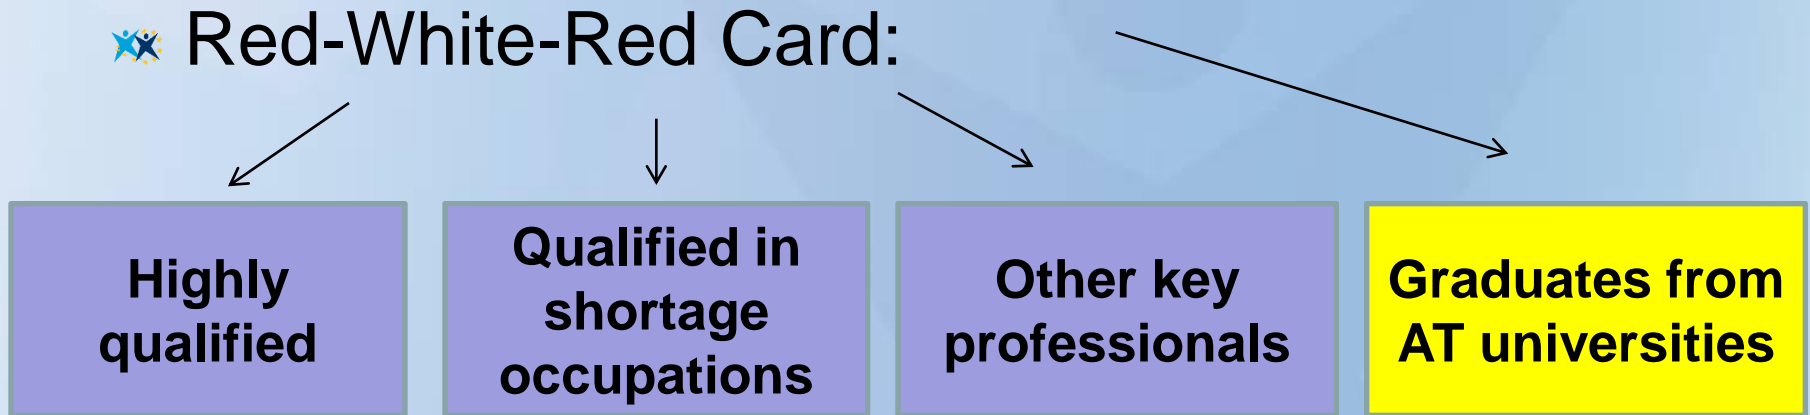 Red-White-Red Card:
Highly
qualified
Qualified in
shortage
occupations
Other key
professionals
Graduates from
AT universities